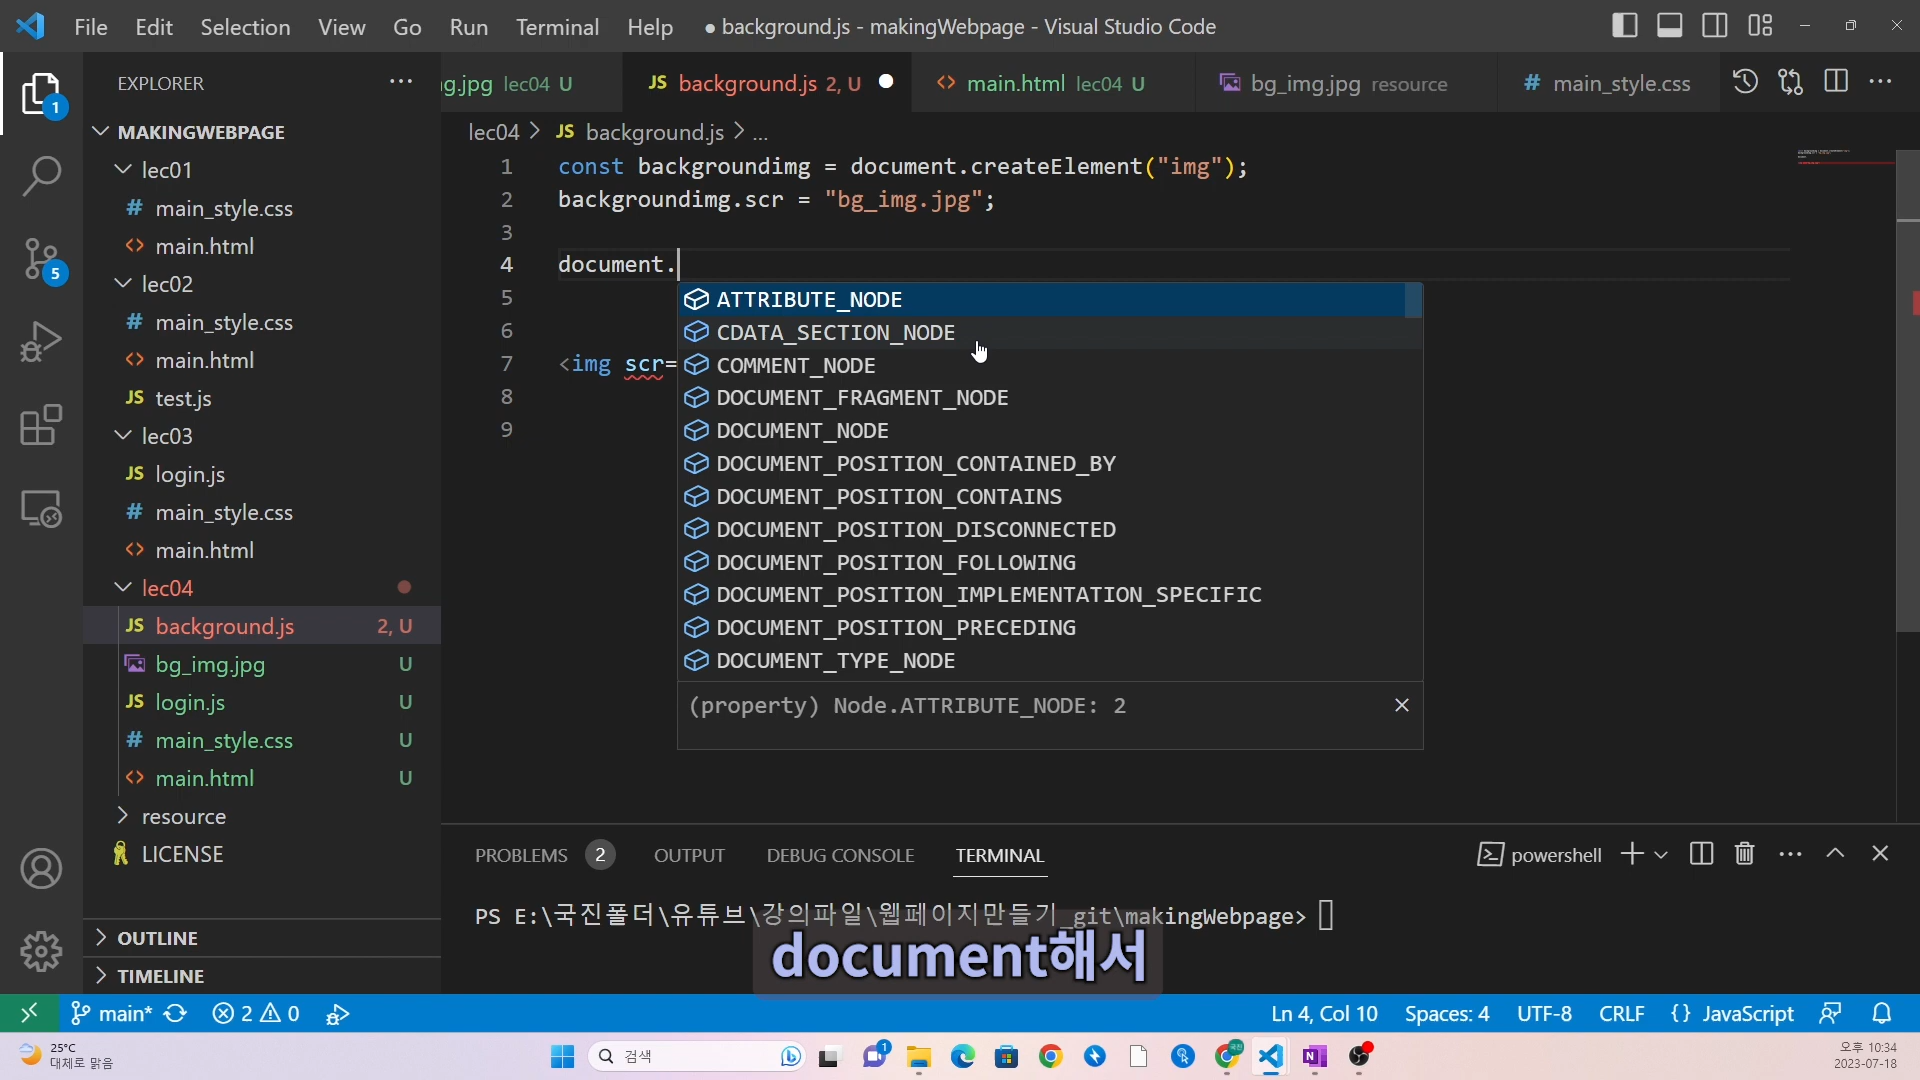 File Edit Selection View Go Run Terminal Help ● background.js - makingWebpage - Visual Studio Code
EXPLORER
g.jpg lec04 U
JS background.js 2, U
<> main.html lec04 U
bg_img.jpg resource
# main_style.css
1
5
MAKINGWEBPAGE
lec01
# main_style.css
<> main.html
lec02
# main_style.css
<> main.html
JS test.js
lec03
JS login.js
# main_style.css
<> main.html
lec04
JS background.js 2, U
bg_img.jpg U
JS login.js U
# main_style.css U
<> main.html U
resource
LICENSE
OUTLINE
TIMELINE
lec04 > JS background.js > ...
1 const backgroundimg = document.createElement("img");
2 backgroundimg.scr = "bg_img.jpg";
3
4 document.
5
6
7 <img scr=
8
9
ATTRIBUTE_NODE
CDATA_SECTION_NODE
COMMENT_NODE
DOCUMENT_FRAGMENT_NODE
DOCUMENT_NODE
DOCUMENT_POSITION_CONTAINED_BY
DOCUMENT_POSITION_CONTAINS
DOCUMENT_POSITION_DISCONNECTED
DOCUMENT_POSITION_FOLLOWING
DOCUMENT_POSITION_IMPLEMENTATION_SPECIFIC
DOCUMENT_POSITION_PRECEDING
DOCUMENT_TYPE_NODE
(property) Node.ATTRIBUTE_NODE: 2
PROBLEMS 2 OUTPUT DEBUG CONSOLE TERMINAL
powershell
PS E:\국진폴더\유튜브\강의파일\웹페이지만들기_git\makingWebpage>
document해서
main* 2 0
Ln 4, Col 10 Spaces: 4 UTF-8 CRLF {} JavaScript
25°C
대체로 맑음
검색
1
국진
N
오후 10:34
2023-07-18